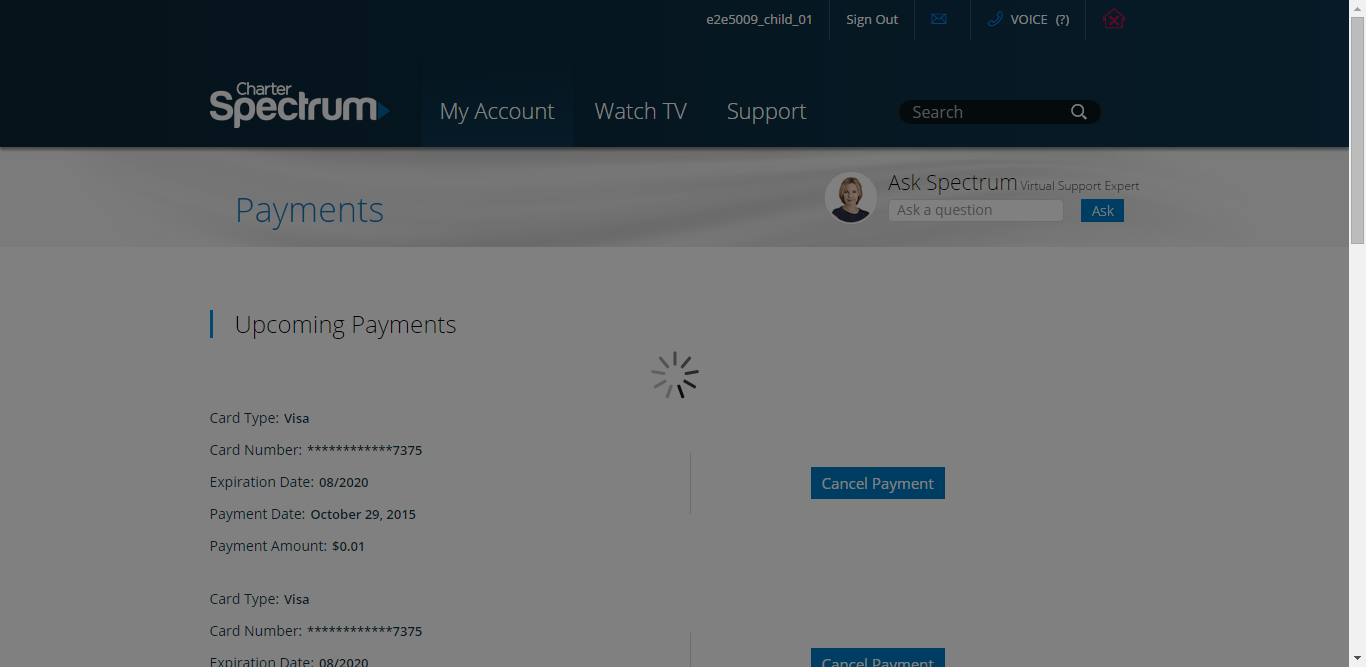 e2e5009_child_01 Sign Out VOICE (?)
Charter
Spectrum
My Account Watch TV Support Search
Payments
Ask Spectrum Virtual Support Expert
Ask a question Ask
Upcoming Payments
Card Type: Visa
Card Number: ************7375
Expiration Date: 08/2020
Payment Date: October 29, 2015
Payment Amount: $0.01
Cancel Payment
Card Type: Visa
Card Number: ************7375
Expiration Date: 08/2020
Cancel Payment